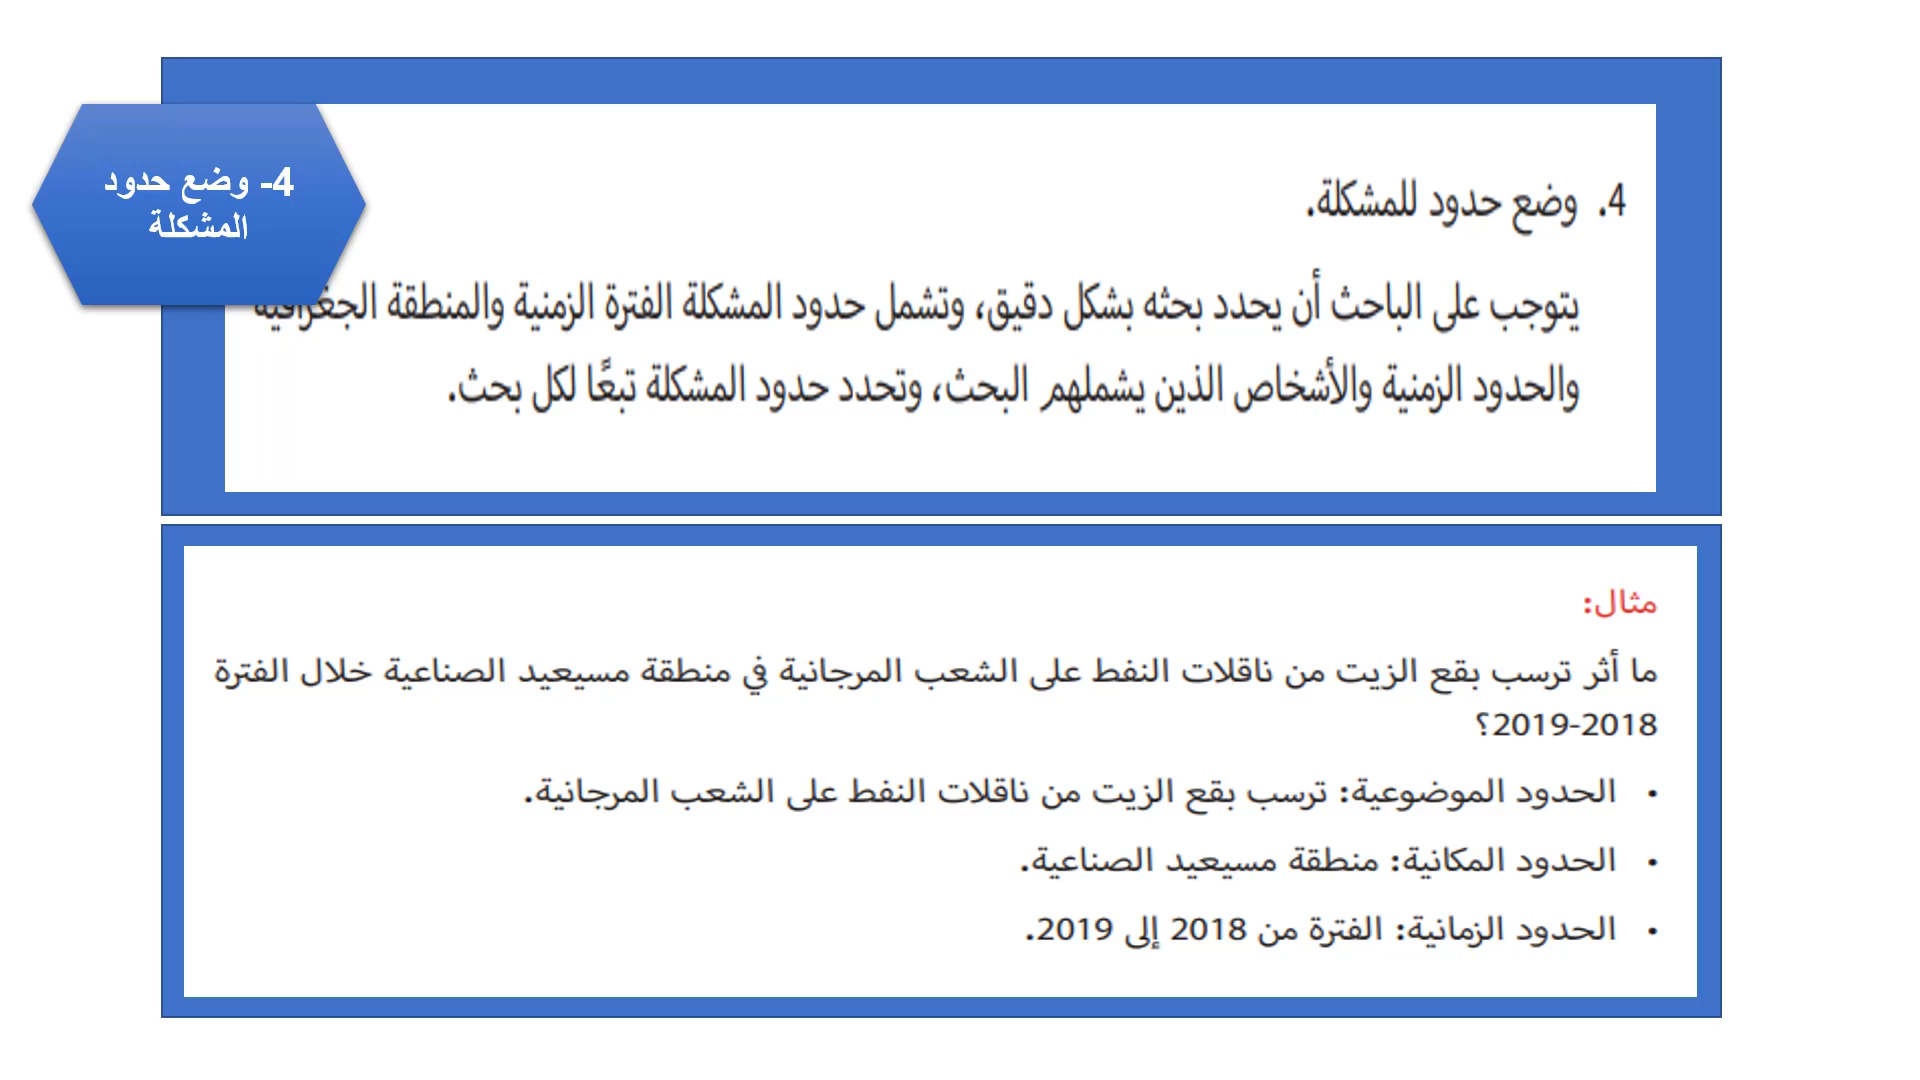 4- وضع حدود
المشكلة
4. وضع حدود للمشكلة.
يتوجب على الباحث أن يحدد بحثه بشكل دقيق، وتشمل حدود المشكلة الفترة الزمنية والمنطقة الجغرافية
والحدود الزمنية والأشخاص الذين يشملهم البحث، وتحدد حدود المشكلة تبعًا لكل بحث.
مثال:
ما أثر ترسب بقع الزيت من ناقلات النفط على الشعب المرجانية في منطقة مسيعيد الصناعية خلال الفترة
2018-2019؟
• الحدود الموضوعية: ترسب بقع الزيت من ناقلات النفط على الشعب المرجانية.
• الحدود المكانية: منطقة مسيعيد الصناعية.
• الحدود الزمانية: الفترة من 2018 إلى 2019.